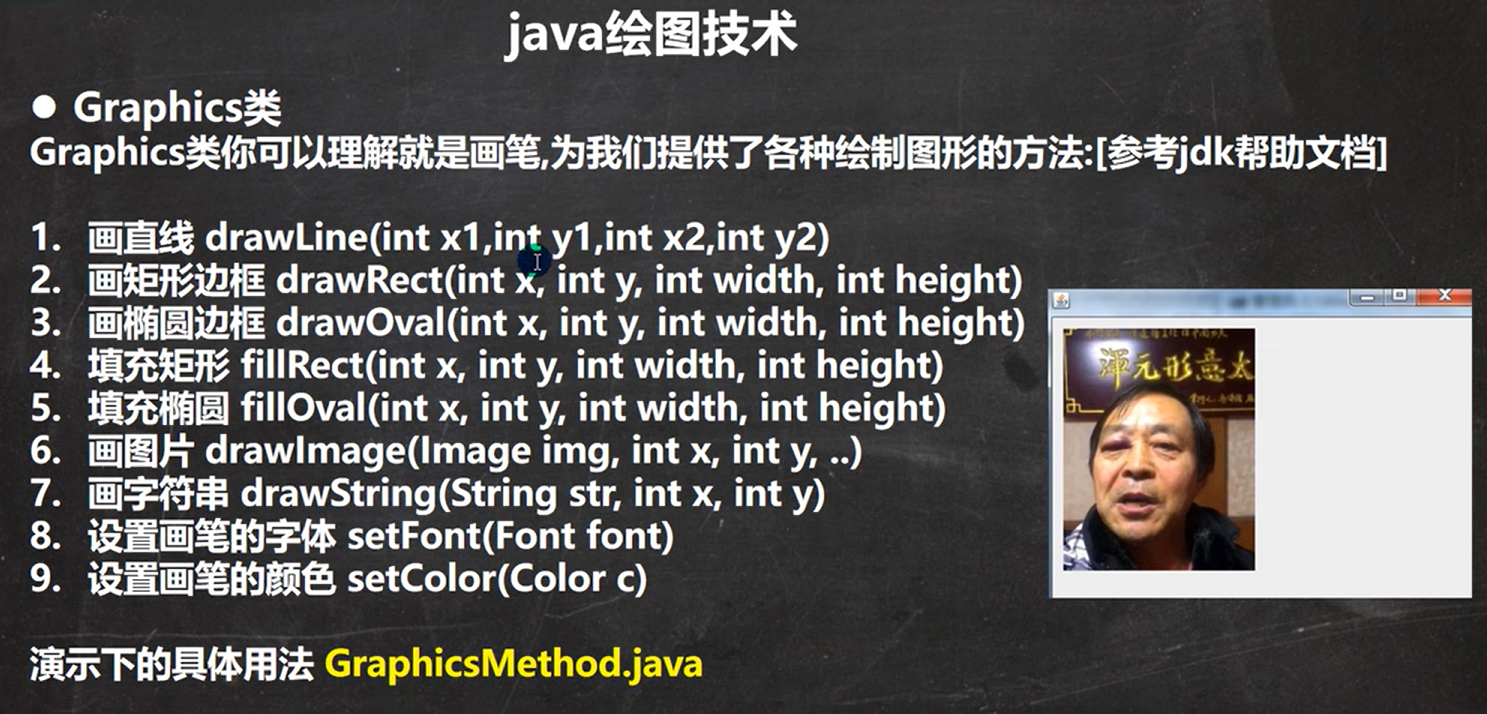 java绘图技术
● Graphics类
Graphics类你可以理解就是画笔,为我们提供了各种绘制图形的方法:[参考jdk帮助文档]
1. 画直线 drawLine(int x1,int y1,int x2,int y2)
2. 画矩形边框 drawRect(int x, int y, int width, int height)
3. 画椭圆边框 drawOval(int x, int y, int width, int height)
4. 填充矩形 fillRect(int x, int y, int width, int height)
5. 填充椭圆 fillOval(int x, int y, int width, int height)
6. 画图片 drawImage(Image img, int x, int y, ..)
7. 画字符串 drawString(String str, int x, int y)
8. 设置画笔的字体 setFont(Font font)
9. 设置画笔的颜色 setColor(Color c)
渾元形意太
演示下的具体用法 GraphicsMethod.java